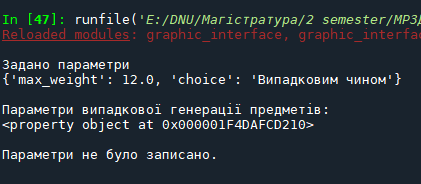 In [47]: runfile('E:/DNU/Магістратура/2 semester/МРЗД
Reloaded modules: graphic_interface, graphic_interfa
Задано параметри
{'max_weight': 12.0, 'choice': 'Випадковим чином'}
Параметри випадкової генерації предметів:
<property object at 0x000001F4DAFCD210>
Параметри не було записано.